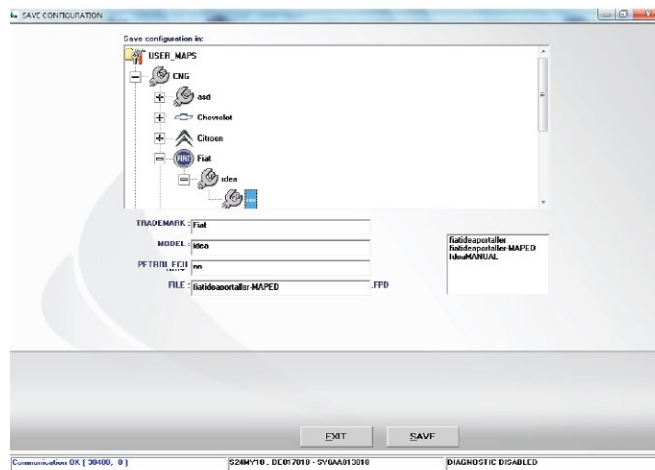 SAVE CONFIGURATION
Save configuration in:
USER_MAPS
CNG
asd
Chevrolet
Citroen
FIAT Fiat
idea
TRADEMARK : Fiat
MODEL : idea
PETROL ECU
FILE : fiatideaportaller-MAPED .FPD
fiatideaportaller
fiatideaportaller-MAPED
IdeaMANUAL
EXIT SAVE
Communication OK ( 38400, 0 ) DIAGNOSTIC DISABLED